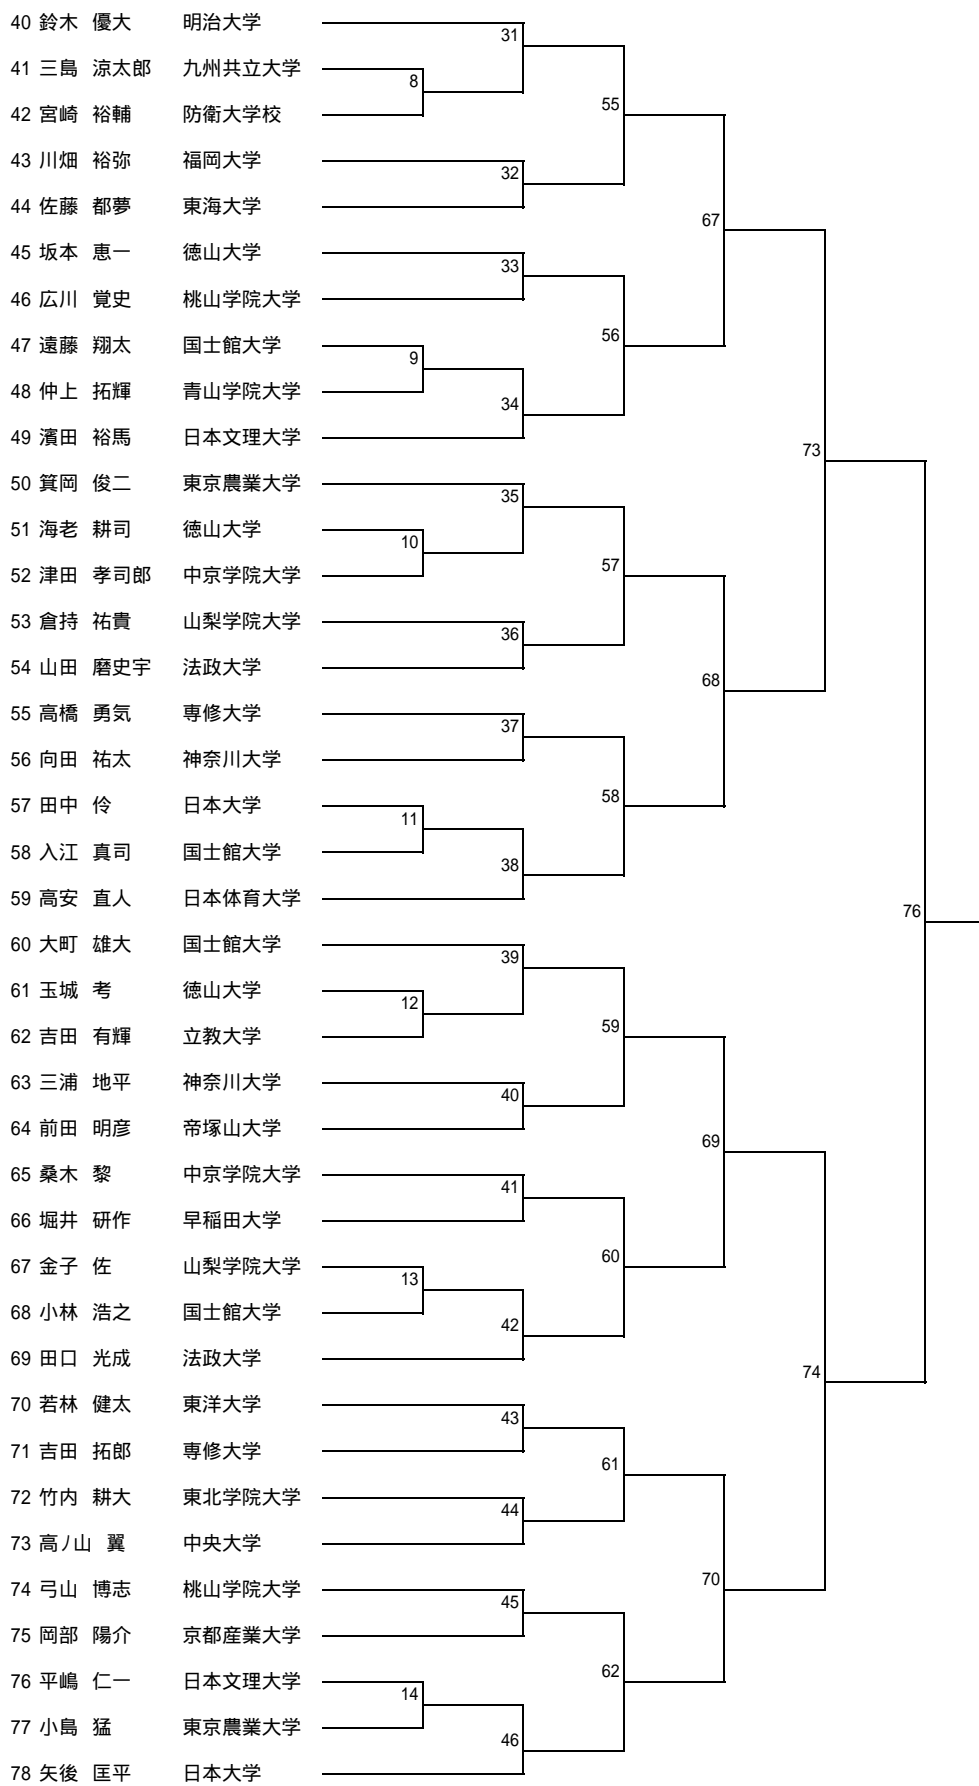 40 鈴木 優大 明治大学
31
41 三島 涼太郎 九州共立大学
8
42 宮崎 裕輔 防衛大学校
55
43 川畑 裕弥 福岡大学
32
44 佐藤 都夢 東海大学
67
45 坂本 恵一 徳山大学
33
46 広川 覚史 桃山学院大学
56
47 遠藤 翔太 国士館大学
9
48 仲上 拓輝 青山学院大学
34
49 濱田 裕馬 日本文理大学
73
50 箕岡 俊二 東京農業大学
35
51 海老 耕司 徳山大学
10
52 津田 孝司郎 中京学院大学
57
53 倉持 祐貴 山梨学院大学
36
54 山田 磨史宇 法政大学
68
55 高橋 勇気 専修大学
37
56 向田 祐太 神奈川大学
58
57 田中 伶 日本大学
11
58 入江 真司 国士館大学
38
59 高安 直人 日本体育大学
76
60 大町 雄大 国士館大学
39
61 玉城 考 徳山大学
12
62 吉田 有輝 立教大学
59
63 三浦 地平 神奈川大学
40
64 前田 明彦 帝塚山大学
69
65 桑木 黎 中京学院大学
41
66 堀井 研作 早稲田大学
60
67 金子 佐 山梨学院大学
13
68 小林 浩之 国士館大学
42
69 田口 光成 法政大学
74
70 若林 健太 東洋大学
43
71 吉田 拓郎 専修大学
61
72 竹内 耕大 東北学院大学
44
73 高ノ山 翼 中央大学
70
74 弓山 博志 桃山学院大学
45
75 岡部 陽介 京都産業大学
62
76 平嶋 仁一 日本文理大学
14
77 小島 猛 東京農業大学
46
78 矢後 匡平 日本大学